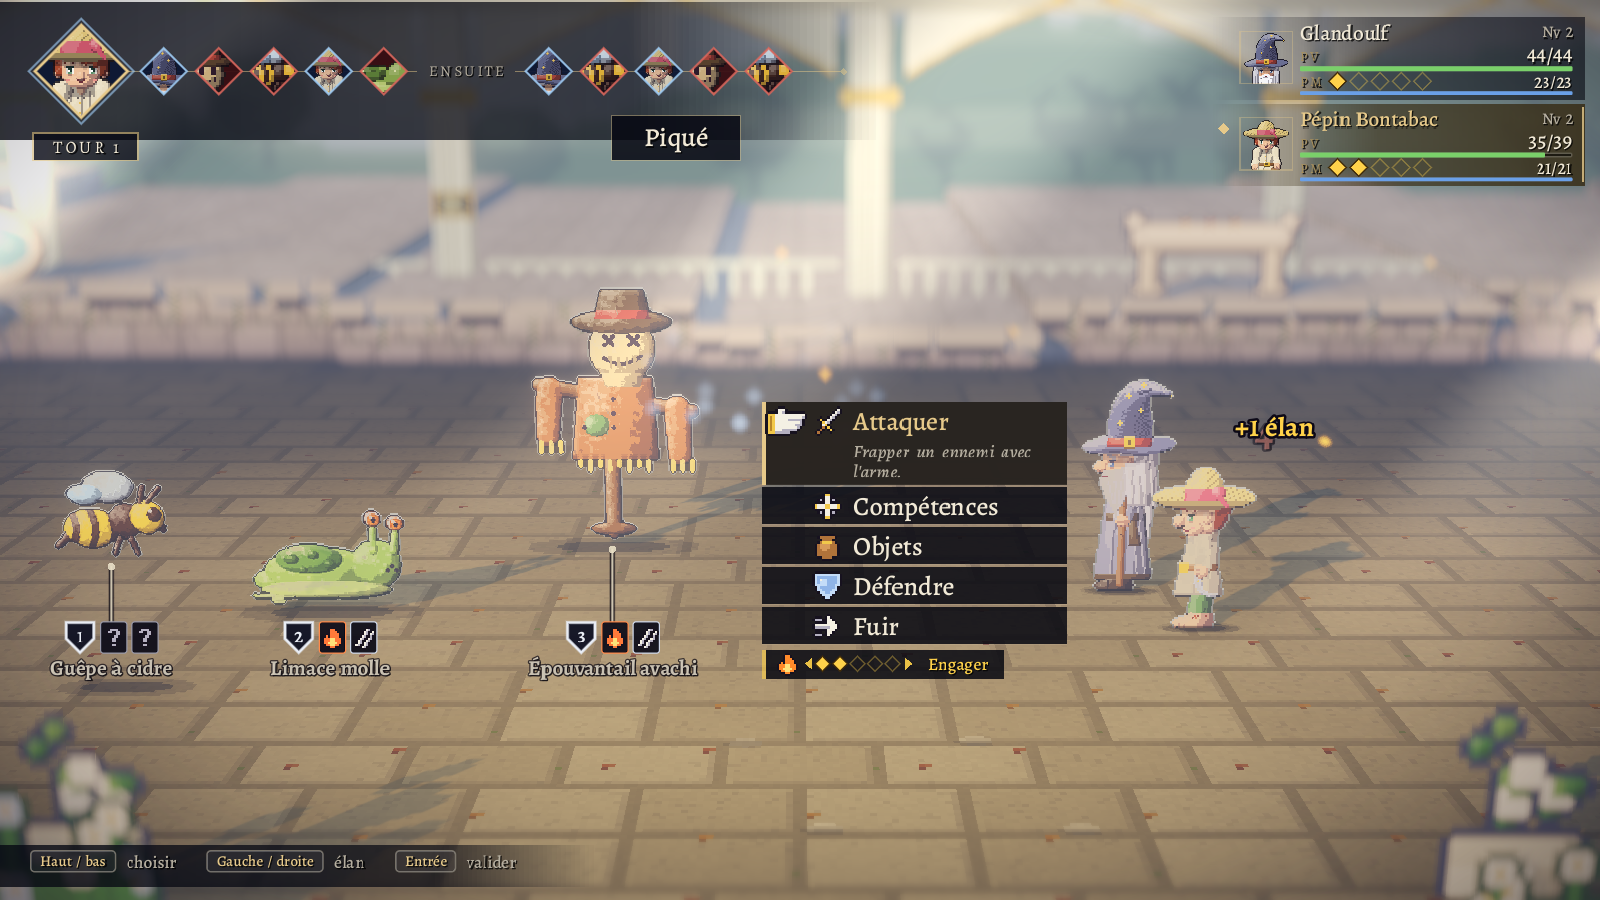 Glandoulf Nv 2
PV 44/44
PM 23/23
ENSUITE
Pépin Bontabac Nv 2
PV 35/39
PM 21/21
TOUR 1
Piqué
+1 élan
Attaquer
Frapper un ennemi avec
l'arme.
Compétences
Objets
Défendre
Fuir
Engager
1 ? ?
Guêpe à cidre
2
Limace molle
3
Épouvantail avachi
Haut / bas choisir Gauche / droite élan Entrée valider